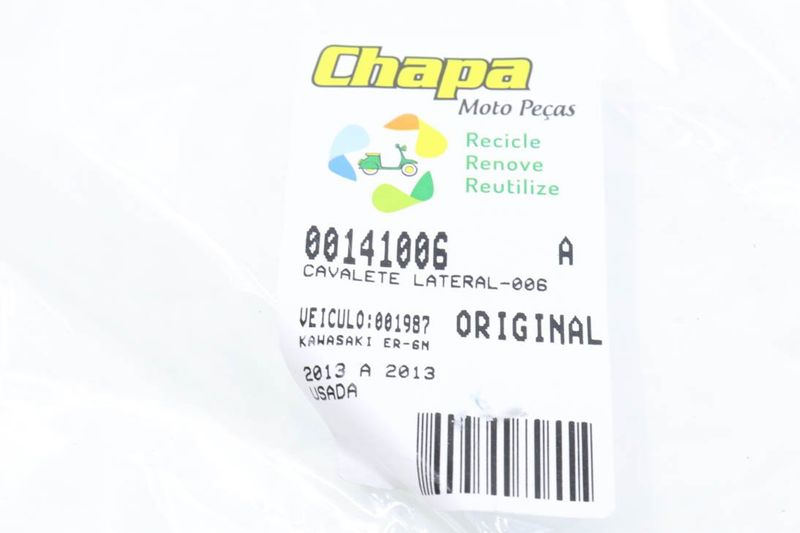 Chapa
Moto Peças
Recicle
Renove
Reutilize
00141006 A
CAVALETE LATERAL-006
VEICULO:001987 ORIGINAL
KAWASAKI ER-6N
2013 A 2013
USADA